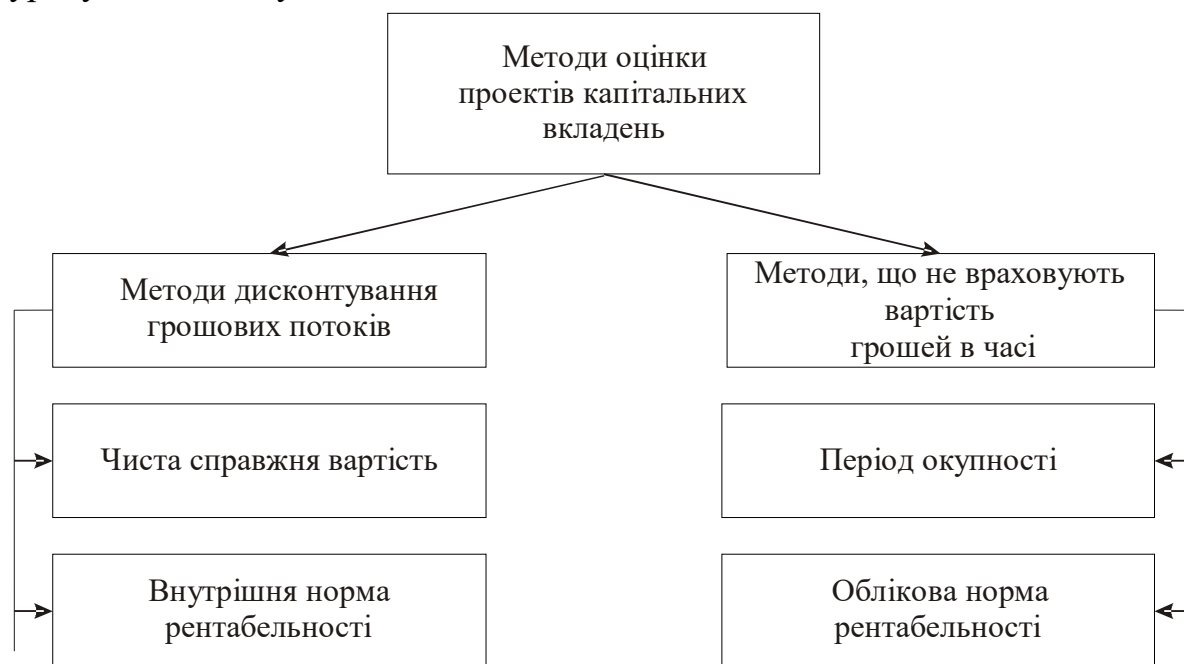 Методи оцінки
проектів капітальних
вкладень
Методи дисконтування
грошових потоків
Методи, що не враховують
вартість
грошей в часі
Чиста справжня вартість
Період окупності
Внутрішня норма
рентабельності
Облікова норма
рентабельності